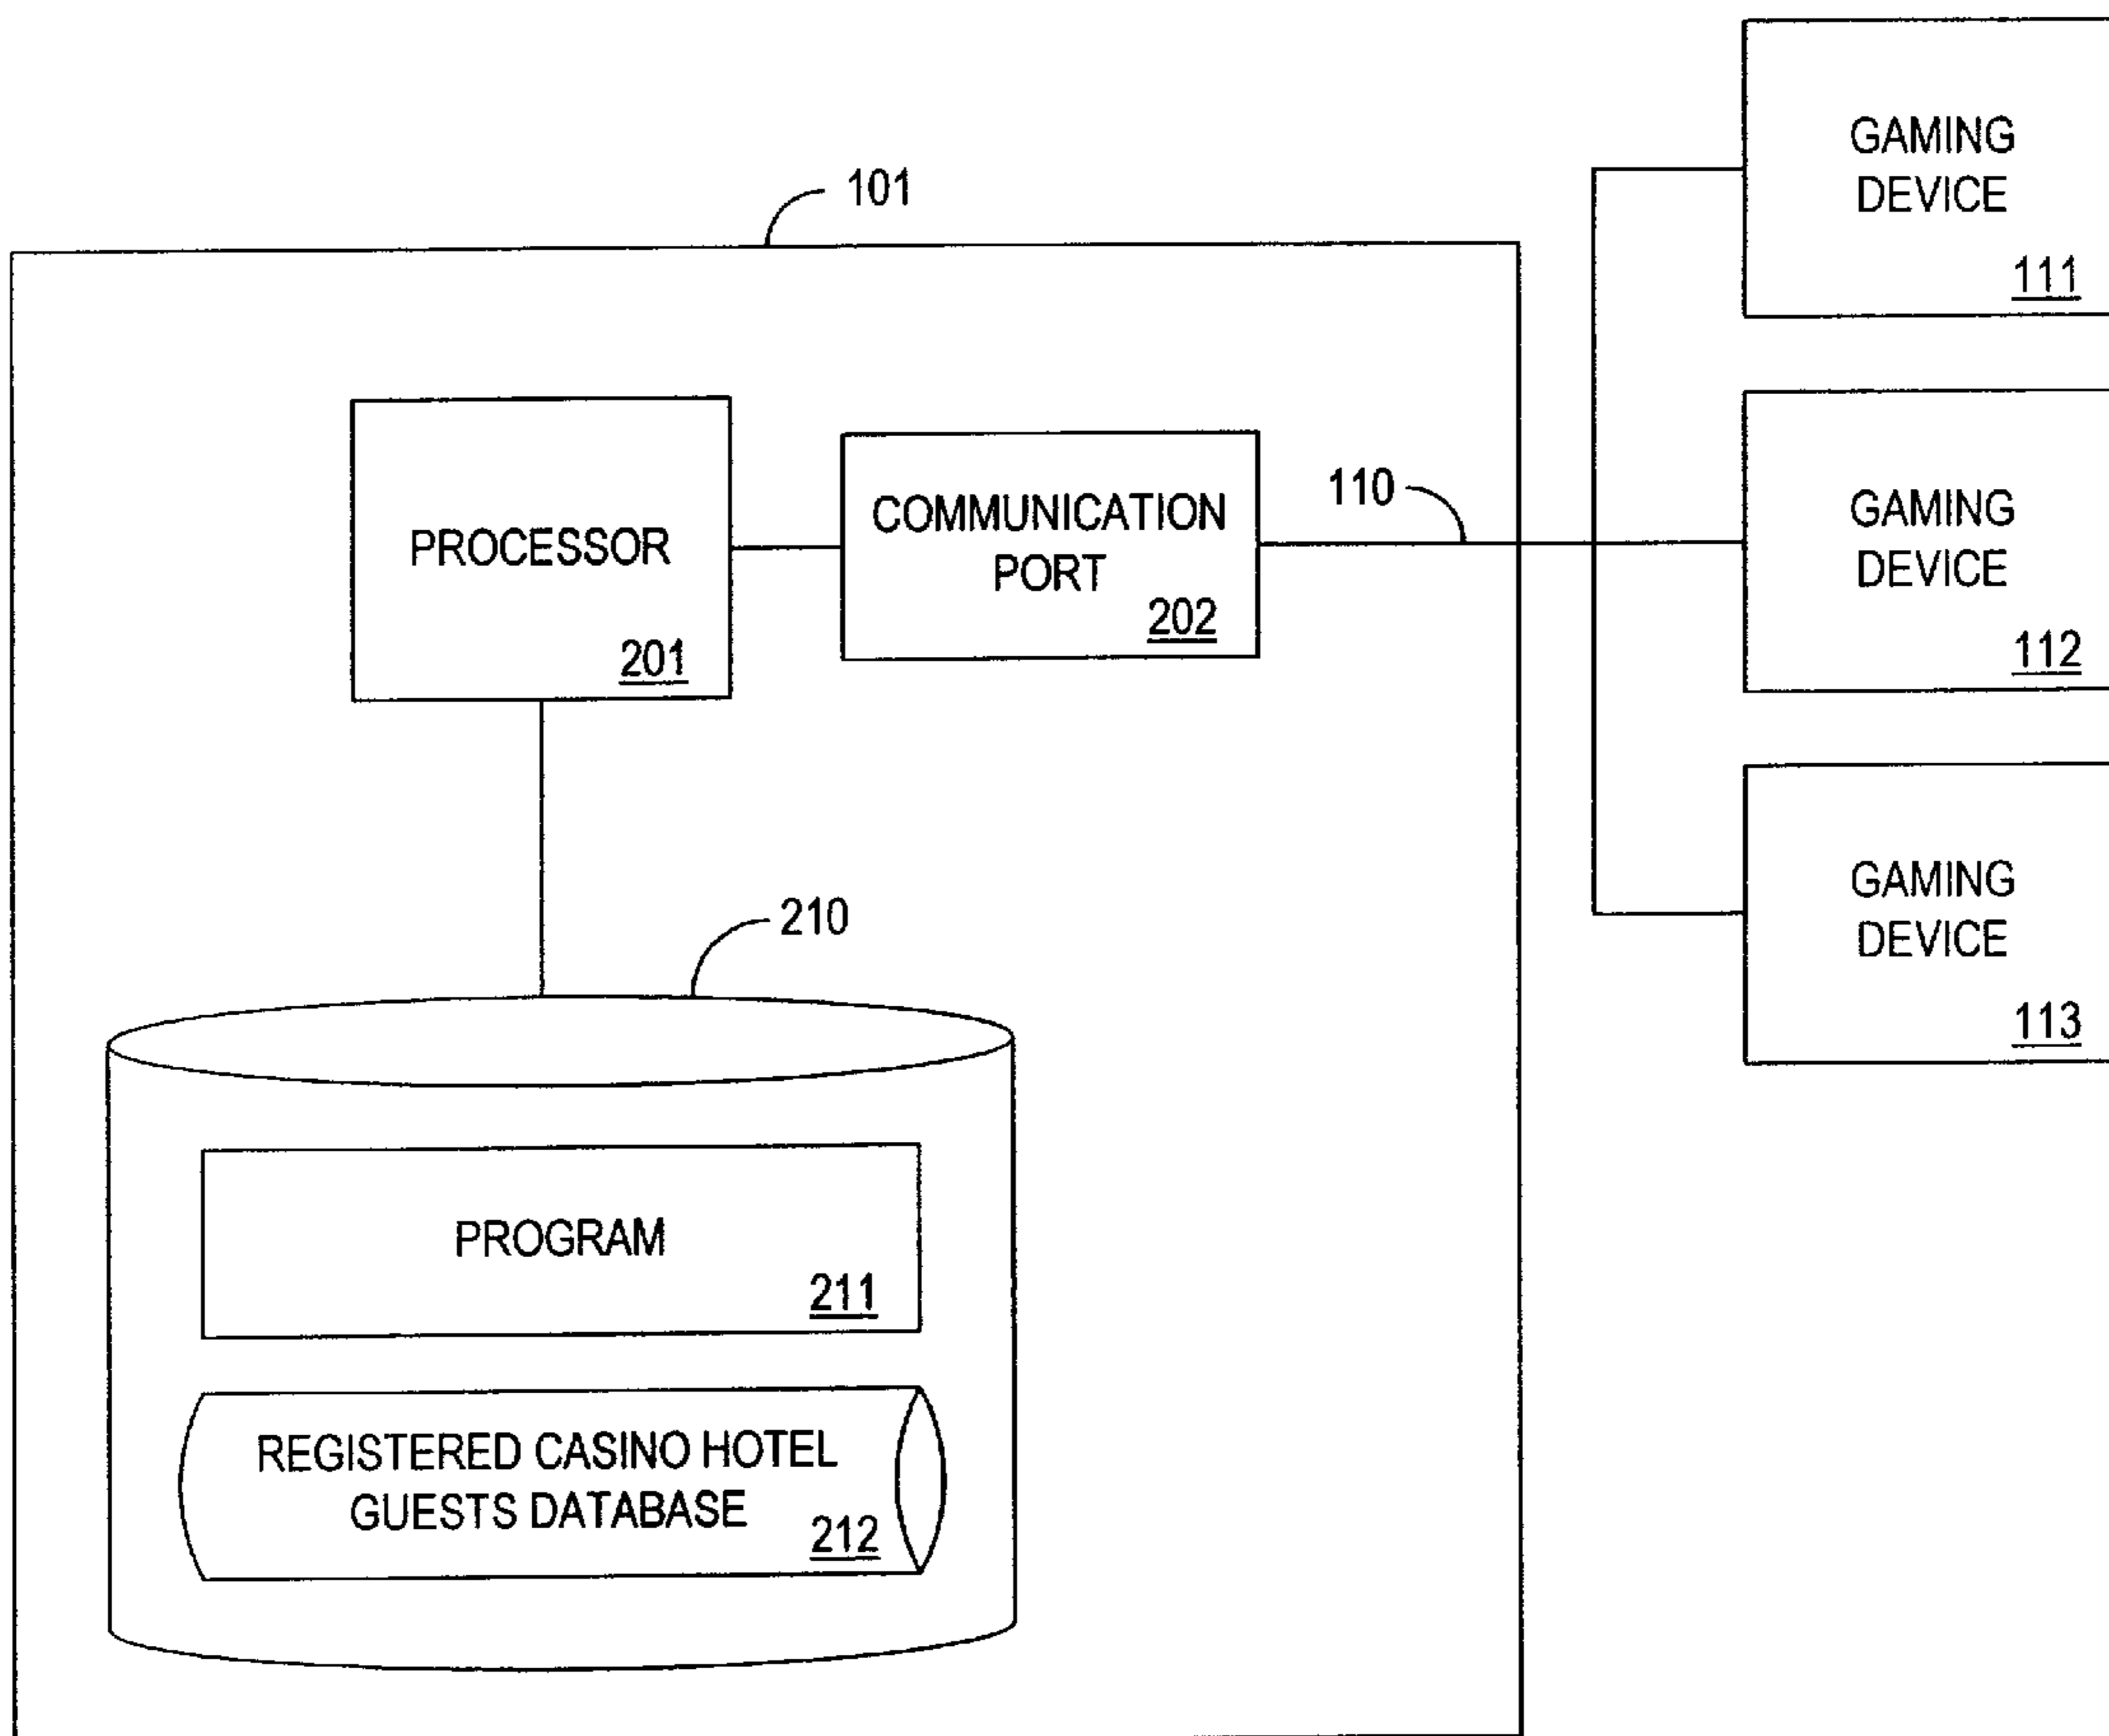 101
GAMING
DEVICE
111
PROCESSOR
201
COMMUNICATION
PORT
202
110
GAMING
DEVICE
112
GAMING
DEVICE
113
210
PROGRAM
211
REGISTERED CASINO HOTEL
GUESTS DATABASE
212